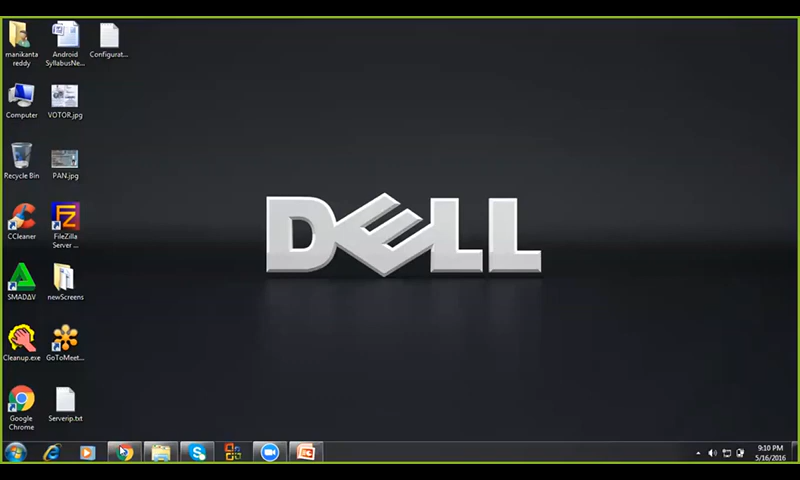 manikanta
reddy
Android
SyllabusNe...
Configurat...
Computer
VOTOR.jpg
Recycle Bin
PAN.jpg
CCleaner
FileZilla
Server ...
SMADΔV
newScreens
Cleanup.exe
GoToMeet...
Google
Chrome
Serverip.txt
DELL
9:10 PM
5/16/2016